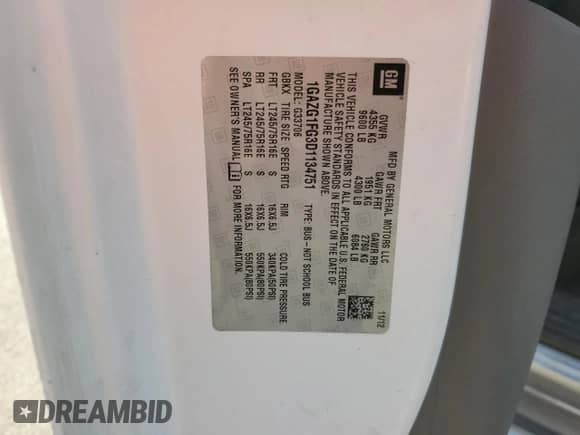 GM
MFD BY GENERAL MOTORS LLC
11/12
GVWR GAWR FRT GAWR RR
4355 KG 1951 KG 2760 KG
9600 LB 4300 LB 6084 LB
THIS VEHICLE CONFORMS TO ALL APPLICABLE U.S. FEDERAL MOTOR
VEHICLE SAFETY STANDARDS IN EFFECT ON THE DATE OF
MANUFACTURE SHOWN ABOVE.
1GAZG1FG3D1134751 TYPE: BUS-NOT SCHOOL BUS
MODEL: G33706
GBKX TIRE SIZE SPEED RTG RIM COLD TIRE PRESSURE
FRT LT245/75R16E S 16X6.5J 340KPA(50PSI)
RR LT245/75R16E S 16X6.5J 550KPA(80PSI)
SPA LT245/75R16E S 16X6.5J 550KPA(80PSI)
SEE OWNER'S MANUAL FOR MORE INFORMATION.
DREAMBID